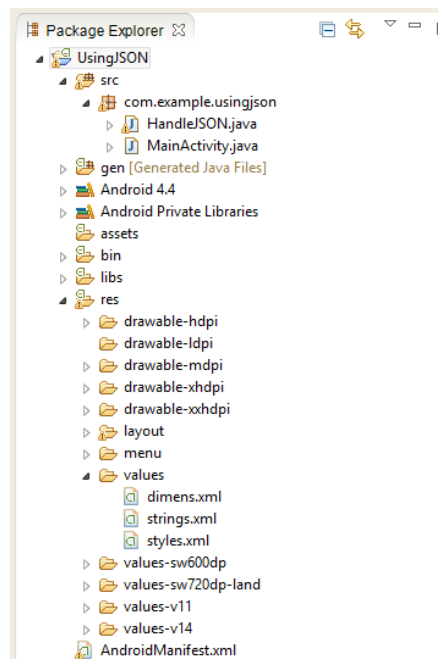 Package Explorer
UsingJSON
src
com.example.usingjson
HandleJSON.java
MainActivity.java
gen [Generated Java Files]
Android 4.4
Android Private Libraries
assets
bin
libs
res
drawable-hdpi
drawable-ldpi
drawable-mdpi
drawable-xhdpi
drawable-xxhdpi
layout
menu
values
dimens.xml
strings.xml
styles.xml
values-sw600dp
values-sw720dp-land
values-v11
values-v14
AndroidManifest.xml